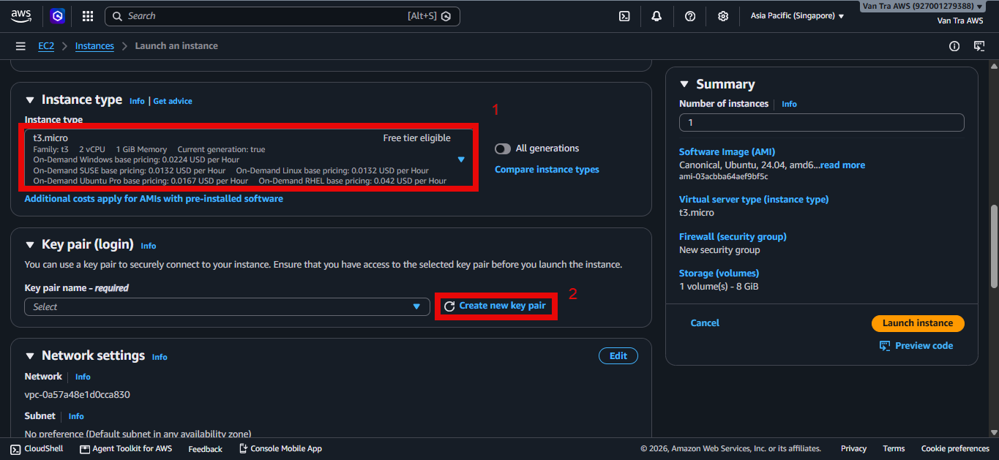 aws
Search [Alt+S]
Asia Pacific (Singapore)
Van Tra AWS (927001279388)
Van Tra AWS
EC2 Instances Launch an instance
Instance type Info | Get advice
Instance type
t3.micro Free tier eligible
Family: t3 2 vCPU 1 GiB Memory Current generation: true
On-Demand Windows base pricing: 0.0224 USD per Hour
On-Demand SUSE base pricing: 0.0132 USD per Hour On-Demand Linux base pricing: 0.0132 USD per Hour
On-Demand Ubuntu Pro base pricing: 0.0167 USD per Hour On-Demand RHEL base pricing: 0.042 USD per Hour
1
All generations
Compare instance types
Additional costs apply for AMIs with pre-installed software
Key pair (login) Info
You can use a key pair to securely connect to your instance. Ensure that you have access to the selected key pair before you launch the instance.
Key pair name - required
Select
Create new key pair
2
Network settings Info
Edit
Network Info
vpc-0a57a48e1d0cca830
Subnet Info
No preference (Default subnet in any availability zone)
Summary
Number of instances Info
1
Software Image (AMI)
Canonical, Ubuntu, 24.04, amd6...read more
ami-03acbba64aef9bf5c
Virtual server type (instance type)
t3.micro
Firewall (security group)
New security group
Storage (volumes)
1 volume(s) - 8 GiB
Cancel
Launch instance
Preview code
CloudShell Agent Toolkit for AWS Feedback Console Mobile App
© 2026, Amazon Web Services, Inc. or its affiliates. Privacy Terms Cookie preferences